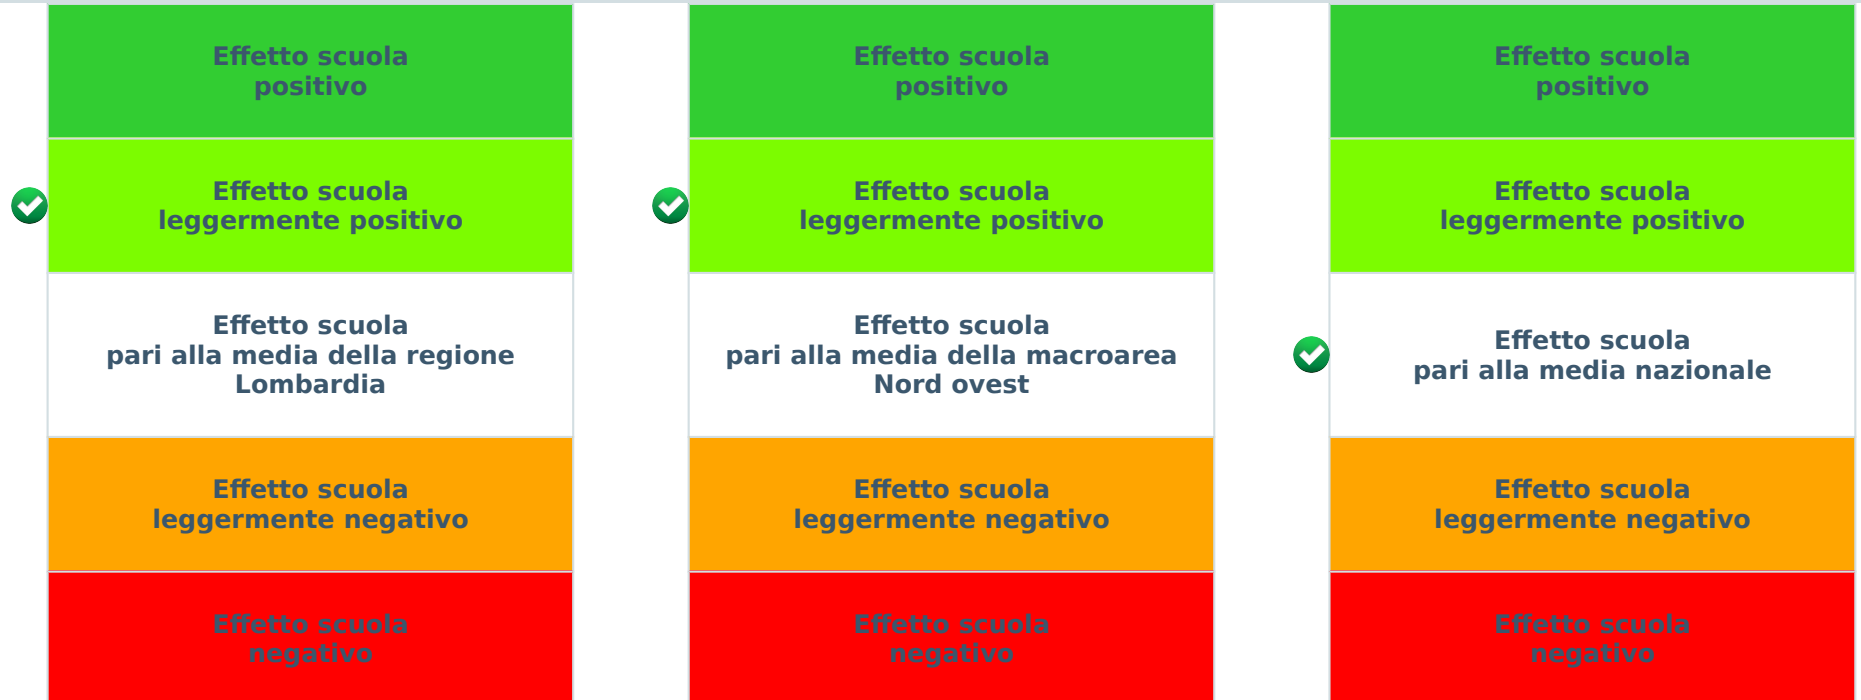 Effetto scuola
positivo
Effetto scuola
leggermente positivo
Effetto scuola
pari alla media della regione
Lombardia
Effetto scuola
leggermente negativo
Effetto scuola
negativo
Effetto scuola
positivo
Effetto scuola
leggermente positivo
Effetto scuola
pari alla media della macroarea
Nord ovest
Effetto scuola
leggermente negativo
Effetto scuola
negativo
Effetto scuola
positivo
Effetto scuola
leggermente positivo
Effetto scuola
pari alla media nazionale
Effetto scuola
leggermente negativo
Effetto scuola
negativo